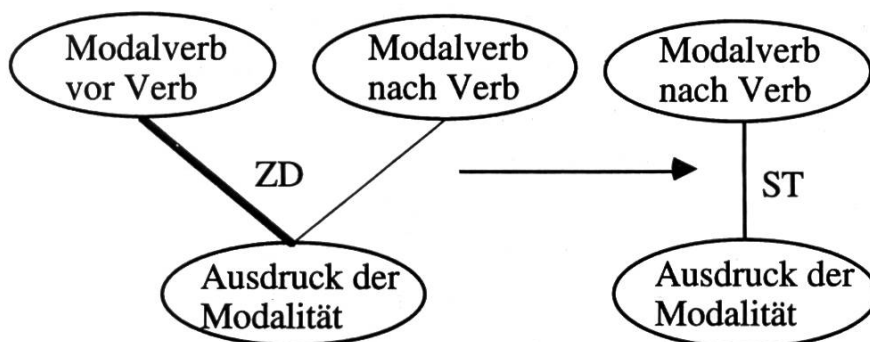 Modalverb
vor Verb
Modalverb
nach Verb
Modalverb
nach Verb
ZD
ST
Ausdruck der
Modalität
Ausdruck der
Modalität